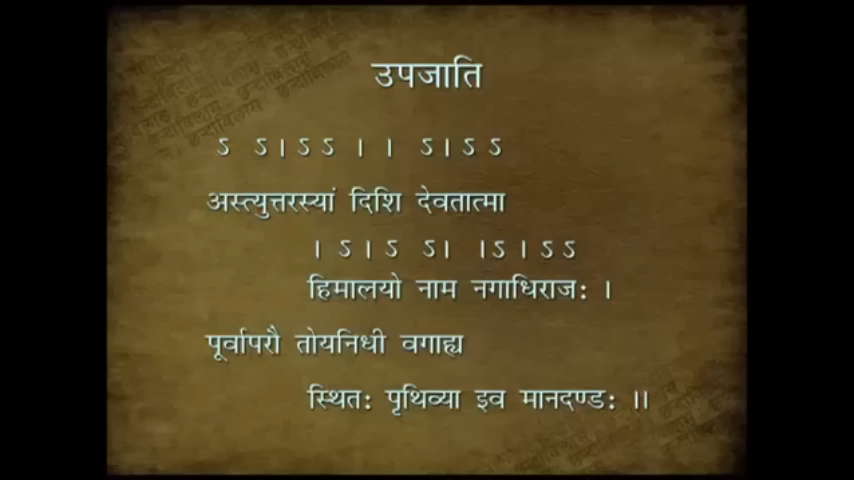 उपजाति
ऽ ऽ । ऽ ऽ । । ऽ । ऽ ऽ
अस्त्युत्तरस्यां दिशि देवतात्मा
। ऽ । ऽ ऽ । । ऽ । ऽ ऽ
हिमालयो नाम नगाधिराज: ।
पूर्वापरौ तोयनिधी वगाह्य
स्थित: पृथिव्या इव मानदण्ड: ।।